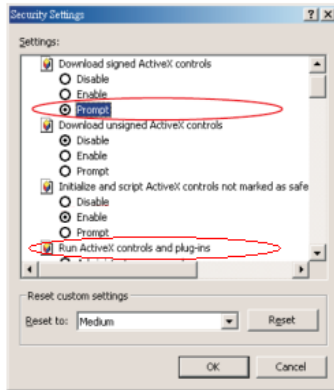 Security Settings
Settings:
Download signed ActiveX controls
Disable
Enable
Prompt
Download unsigned ActiveX controls
Disable
Enable
Prompt
Initialize and script ActiveX controls not marked as safe
Disable
Enable
Prompt
Run ActiveX controls and plug-ins
Reset custom settings
Reset to: Medium Reset
OK Cancel